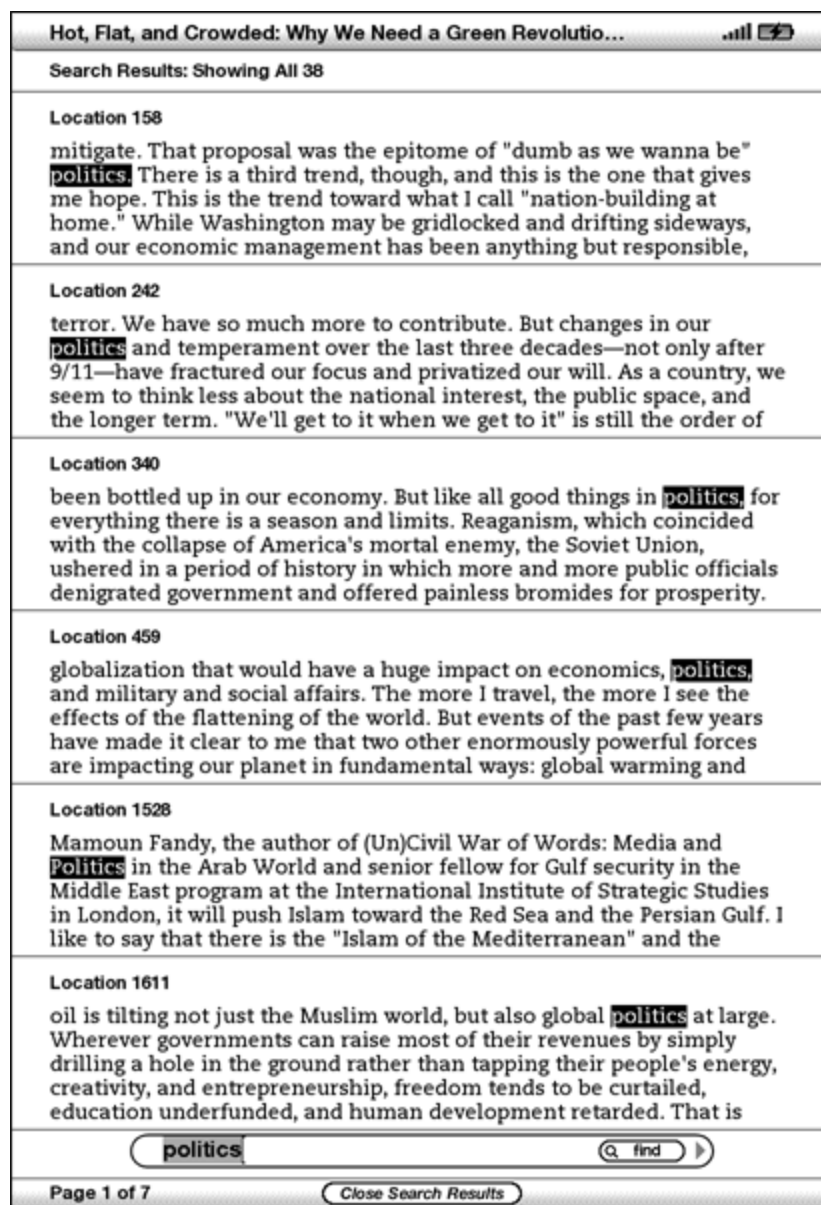 Hot, Flat, and Crowded: Why We Need a Green Revolutio...
Search Results: Showing All 38
Location 158
mitigate. That proposal was the epitome of "dumb as we wanna be"
politics. There is a third trend, though, and this is the one that gives
me hope. This is the trend toward what I call "nation-building at
home." While Washington may be gridlocked and drifting sideways,
and our economic management has been anything but responsible,
Location 242
terror. We have so much more to contribute. But changes in our
politics and temperament over the last three decades—not only after
9/11—have fractured our focus and privatized our will. As a country, we
seem to think less about the national interest, the public space, and
the longer term. "We'll get to it when we get to it" is still the order of
Location 340
been bottled up in our economy. But like all good things in politics, for
everything there is a season and limits. Reaganism, which coincided
with the collapse of America's mortal enemy, the Soviet Union,
ushered in a period of history in which more and more public officials
denigrated government and offered painless bromides for prosperity.
Location 459
globalization that would have a huge impact on economics, politics,
and military and social affairs. The more I travel, the more I see the
effects of the flattening of the world. But events of the past few years
have made it clear to me that two other enormously powerful forces
are impacting our planet in fundamental ways: global warming and
Location 1528
Mamoun Fandy, the author of (Un)Civil War of Words: Media and
Politics in the Arab World and senior fellow for Gulf security in the
Middle East program at the International Institute of Strategic Studies
in London, it will push Islam toward the Red Sea and the Persian Gulf. I
like to say that there is the "Islam of the Mediterranean" and the
Location 1611
oil is tilting not just the Muslim world, but also global politics at large.
Wherever governments can raise most of their revenues by simply
drilling a hole in the ground rather than tapping their people's energy,
creativity, and entrepreneurship, freedom tends to be curtailed,
education underfunded, and human development retarded. That is
politics find
Page 1 of 7 Close Search Results